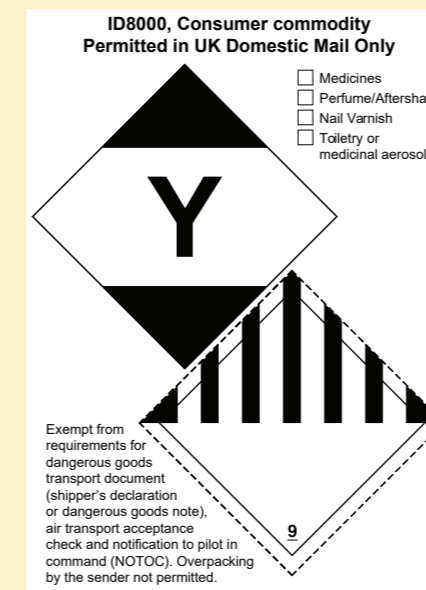 ID8000, Consumer commodity
Permitted in UK Domestic Mail Only
Medicines
Perfume/Aftersha
Nail Varnish
Toiletry or
medicinal aerosol
Y
Exempt from
requirements for
dangerous goods
transport document
(shipper's declaration
or dangerous goods note),
air transport acceptance
check and notification to pilot in
command (NOTOC). Overpacking
by the sender not permitted.
9